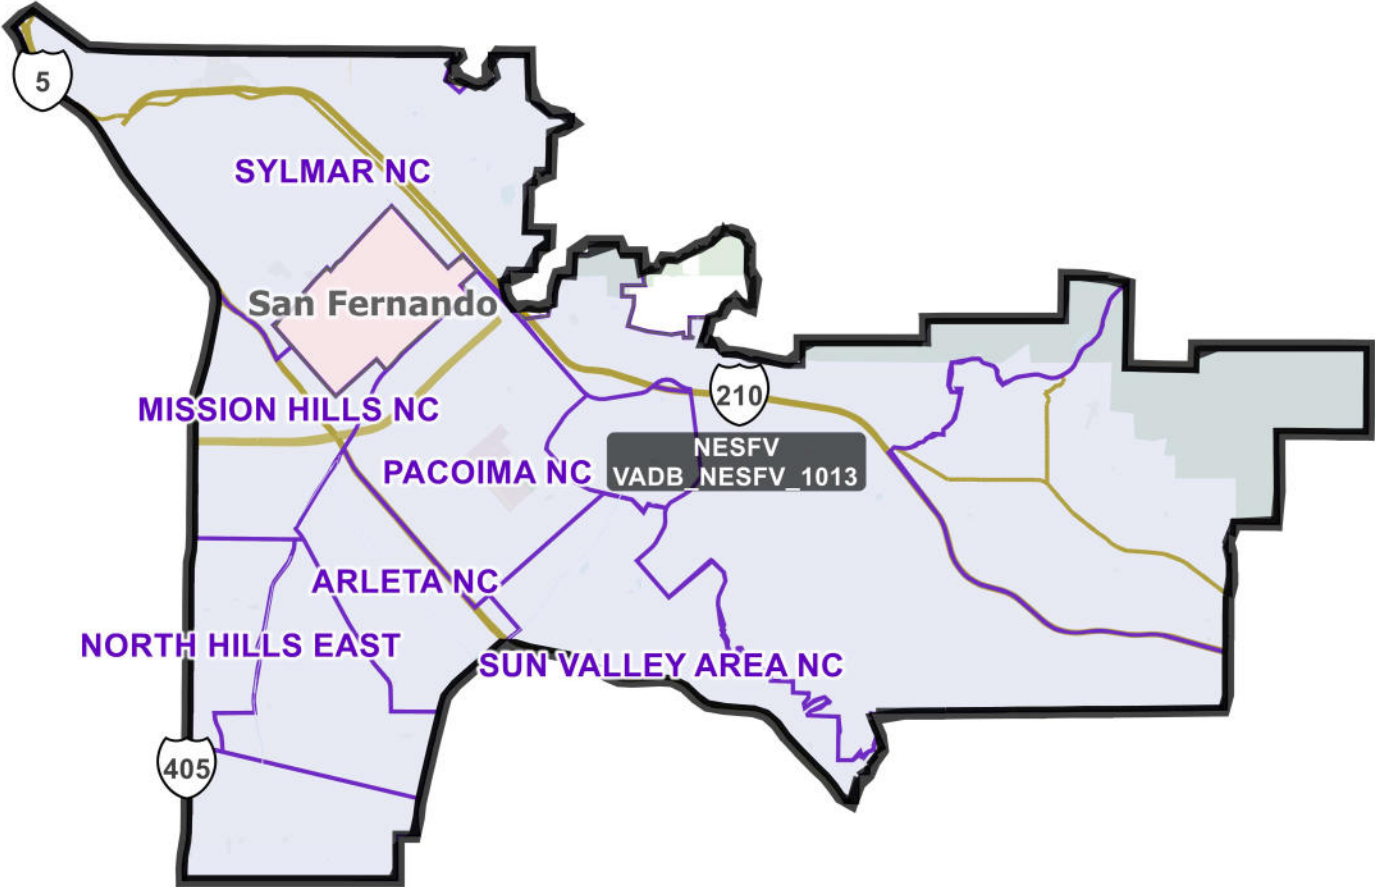 5
SYLMAR NC
San Fernando
210
MISSION HILLS NC
NESFV
VADB_NESFV_1013
PACOIMA NC
ARLETA NC
NORTH HILLS EAST
SUN VALLEY AREA NC
405